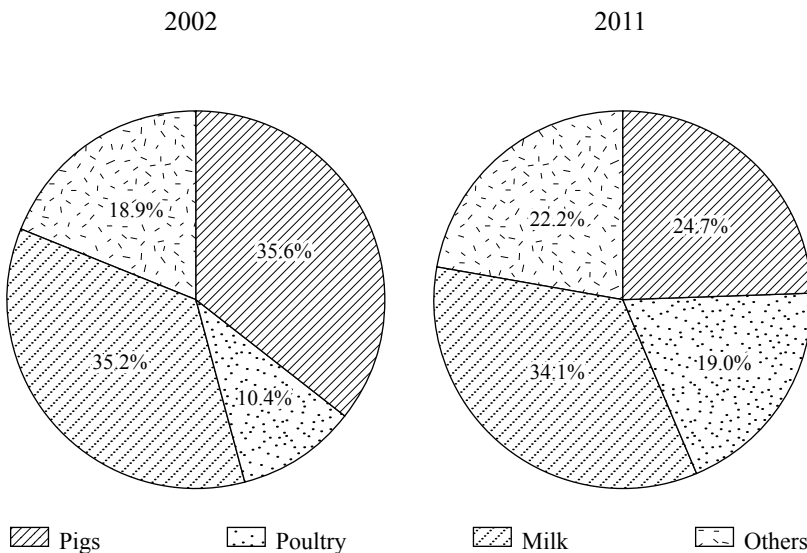 2002 2011
18.9% 35.6% 22.2% 24.7%
35.2% 10.4% 34.1% 19.0%
Pigs Poultry Milk Others